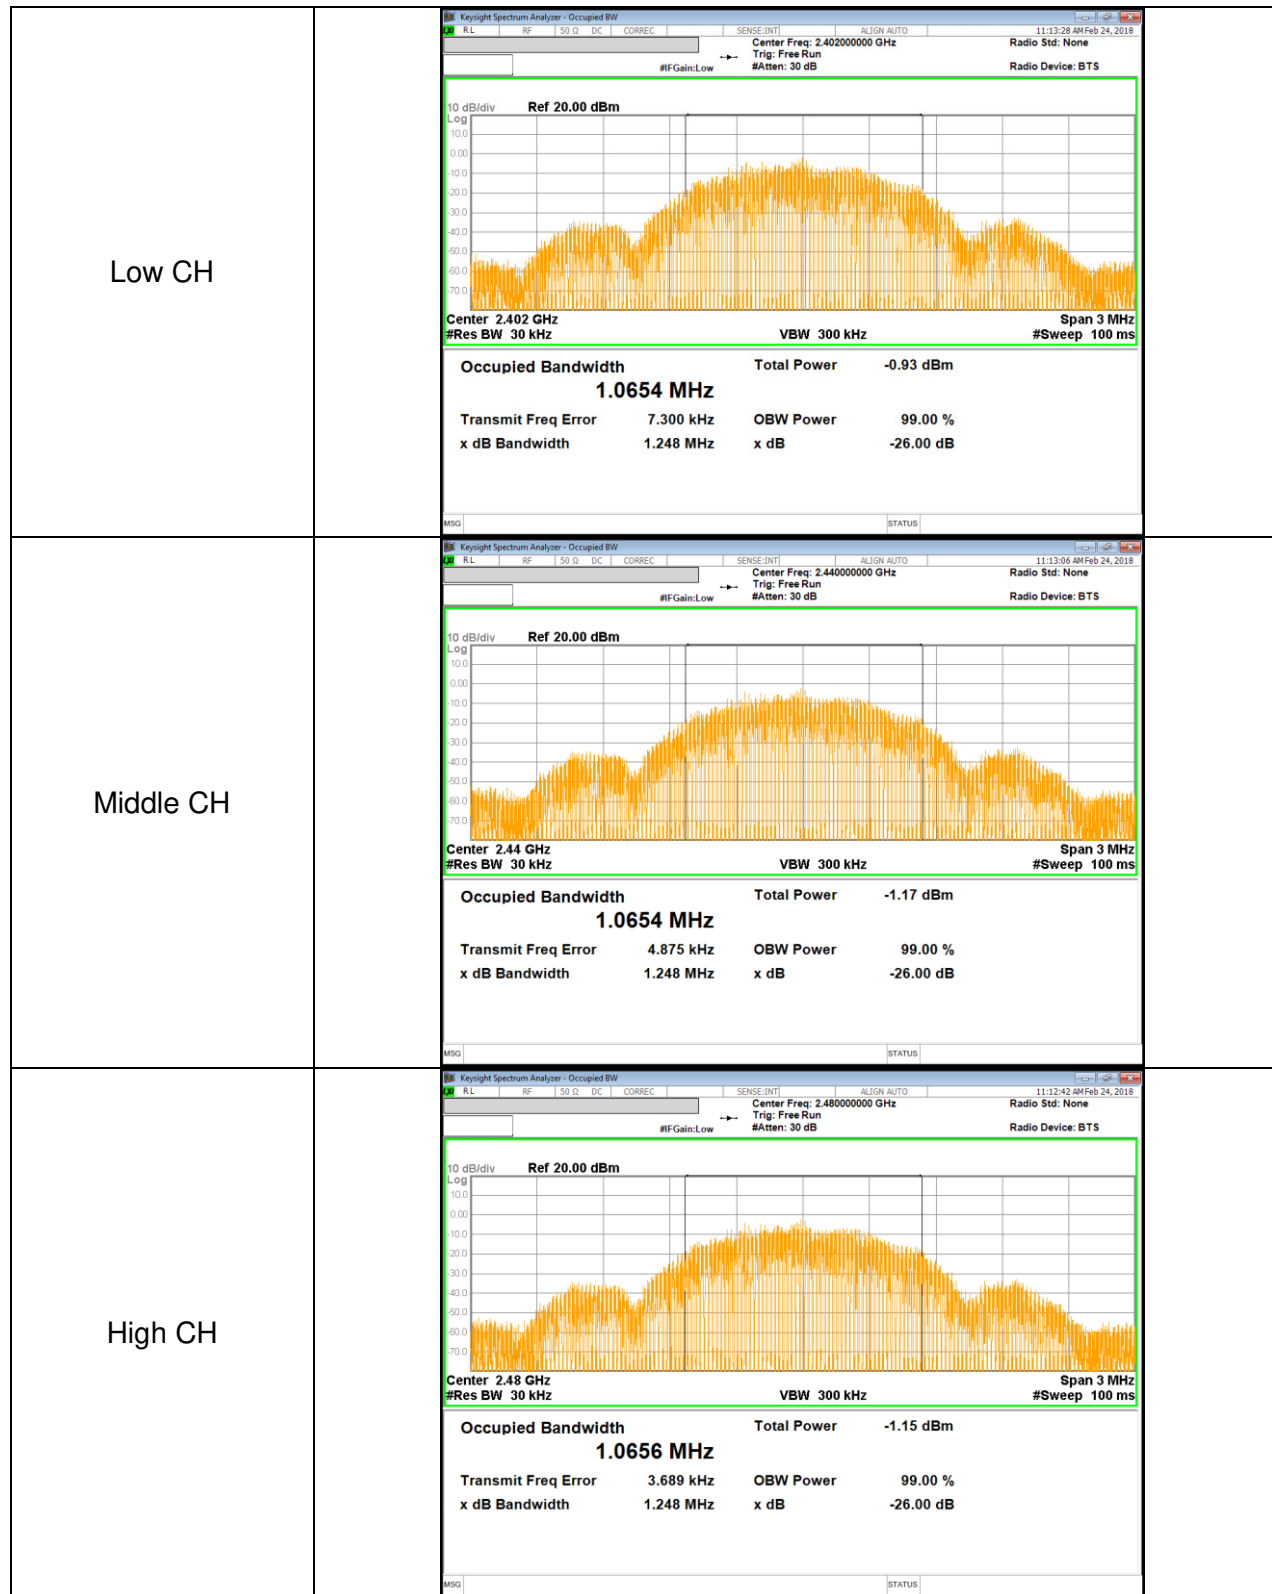 Low CH
Keysight Spectrum Analyzer - Occupied BW
LXI RL RF 50 Ω DC CORREC SENSE:INT ALIGN AUTO 11:13:28 AM Feb 24, 2018
Center Freq: 2.402000000 GHz Radio Std: None
Trig: Free Run
#IFGain:Low #Atten: 30 dB Radio Device: BTS
10 dB/div Ref 20.00 dBm
Log
10.0
0.00
-10.0
-20.0
-30.0
-40.0
-50.0
-60.0
-70.0
Center 2.402 GHz Span 3 MHz
#Res BW 30 kHz VBW 300 kHz #Sweep 100 ms
Occupied Bandwidth Total Power -0.93 dBm
1.0654 MHz
Transmit Freq Error 7.300 kHz OBW Power 99.00 %
x dB Bandwidth 1.248 MHz x dB -26.00 dB
MSG STATUS
Middle CH
Keysight Spectrum Analyzer - Occupied BW
LXI RL RF 50 Ω DC CORREC SENSE:INT ALIGN AUTO 11:13:06 AM Feb 24, 2018
Center Freq: 2.440000000 GHz Radio Std: None
Trig: Free Run
#IFGain:Low #Atten: 30 dB Radio Device: BTS
10 dB/div Ref 20.00 dBm
Log
10.0
0.00
-10.0
-20.0
-30.0
-40.0
-50.0
-60.0
-70.0
Center 2.44 GHz Span 3 MHz
#Res BW 30 kHz VBW 300 kHz #Sweep 100 ms
Occupied Bandwidth Total Power -1.17 dBm
1.0654 MHz
Transmit Freq Error 4.875 kHz OBW Power 99.00 %
x dB Bandwidth 1.248 MHz x dB -26.00 dB
MSG STATUS
High CH
Keysight Spectrum Analyzer - Occupied BW
LXI RL RF 50 Ω DC CORREC SENSE:INT ALIGN AUTO 11:12:42 AM Feb 24, 2018
Center Freq: 2.480000000 GHz Radio Std: None
Trig: Free Run
#IFGain:Low #Atten: 30 dB Radio Device: BTS
10 dB/div Ref 20.00 dBm
Log
10.0
0.00
-10.0
-20.0
-30.0
-40.0
-50.0
-60.0
-70.0
Center 2.48 GHz Span 3 MHz
#Res BW 30 kHz VBW 300 kHz #Sweep 100 ms
Occupied Bandwidth Total Power -1.15 dBm
1.0656 MHz
Transmit Freq Error 3.689 kHz OBW Power 99.00 %
x dB Bandwidth 1.248 MHz x dB -26.00 dB
MSG STATUS